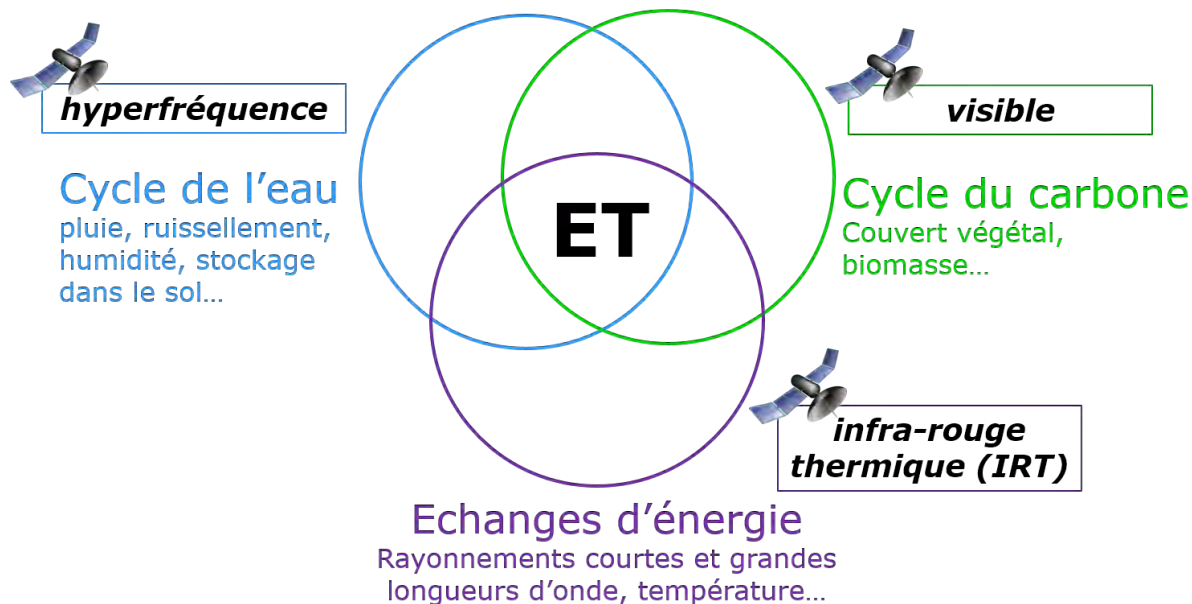 hyperfréquence
Cycle de l’eau
pluie, ruissellement,
humidité, stockage
dans le sol…
visible
Cycle du carbone
Couvert végétal,
biomasse…
ET
infra-rouge
thermique (IRT)
Echanges d’énergie
Rayonnements courtes et grandes
longueurs d’onde, température…